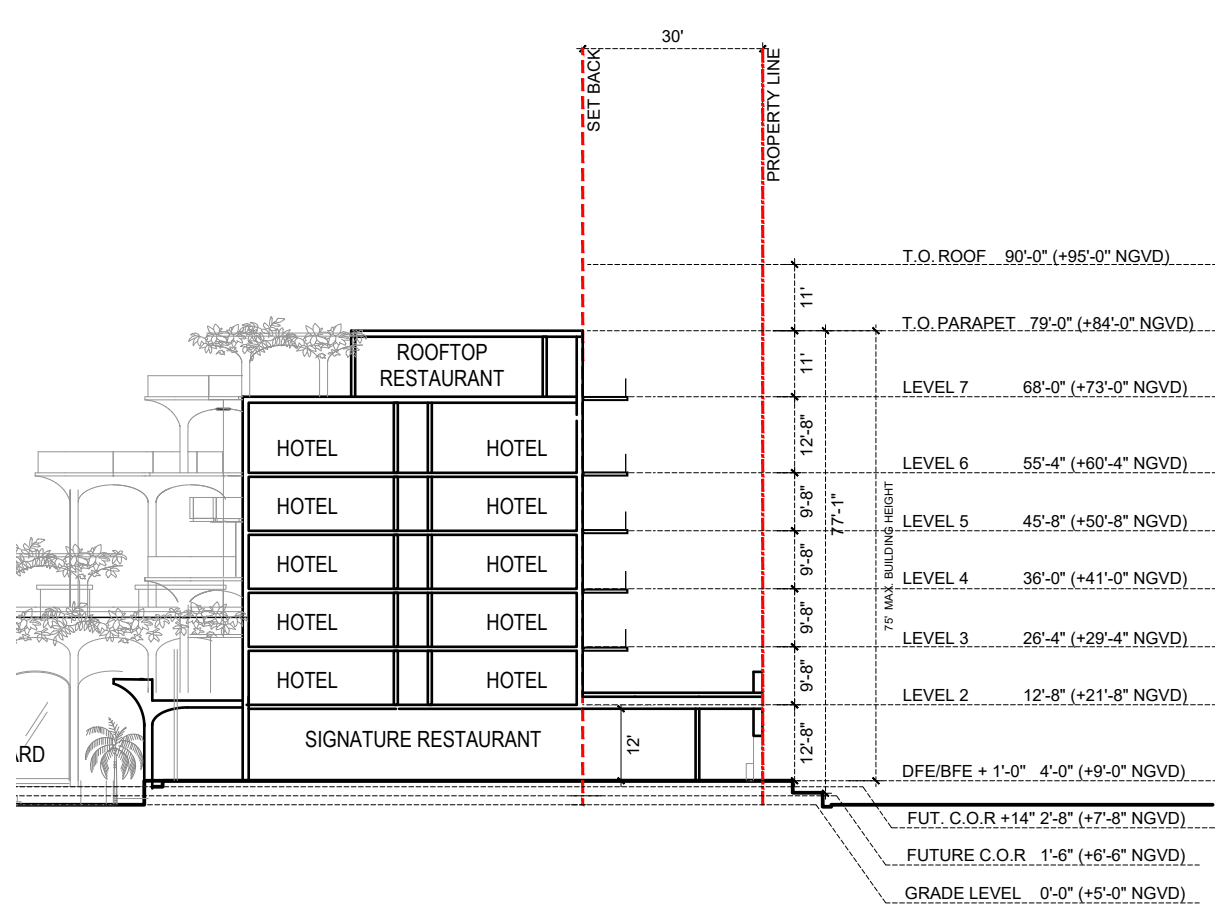 30'
SET BACK
PROPERTY LINE
T.O. ROOF 90'-0" (+95'-0" NGVD)
11'
T.O. PARAPET 79'-0" (+84'-0" NGVD)
ROOFTOP
RESTAURANT
11'
LEVEL 7 68'-0" (+73'-0" NGVD)
HOTEL HOTEL
12'-8"
LEVEL 6 55'-4" (+60'-4" NGVD)
HOTEL HOTEL
9'-8"
77'-1"
75' MAX. BUILDING HEIGHT
LEVEL 5 45'-8" (+50'-8" NGVD)
HOTEL HOTEL
9'-8"
LEVEL 4 36'-0" (+41'-0" NGVD)
HOTEL HOTEL
9'-8"
LEVEL 3 26'-4" (+29'-4" NGVD)
HOTEL HOTEL
9'-8"
LEVEL 2 12'-8" (+21'-8" NGVD)
SIGNATURE RESTAURANT
12'
12'-8"
ARD
DFE/BFE + 1'-0" 4'-0" (+9'-0" NGVD)
FUT. C.O.R +14" 2'-8" (+7'-8" NGVD)
FUTURE C.O.R 1'-6" (+6'-6" NGVD)
GRADE LEVEL 0'-0" (+5'-0" NGVD)